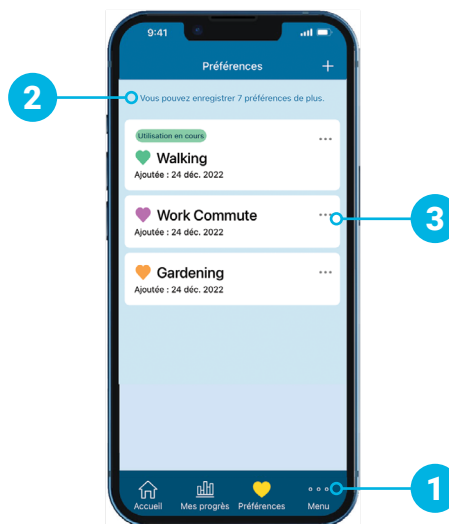 9:41
Préférences
+
2
Vous pouvez enregistrer 7 préférences de plus.
Utilisation en cours
Walking
Ajoutée : 24 déc. 2022
Work Commute
3
Ajoutée : 24 déc. 2022
Gardening
Ajoutée : 24 déc. 2022
1
Accueil Mes progrès Préférences Menu